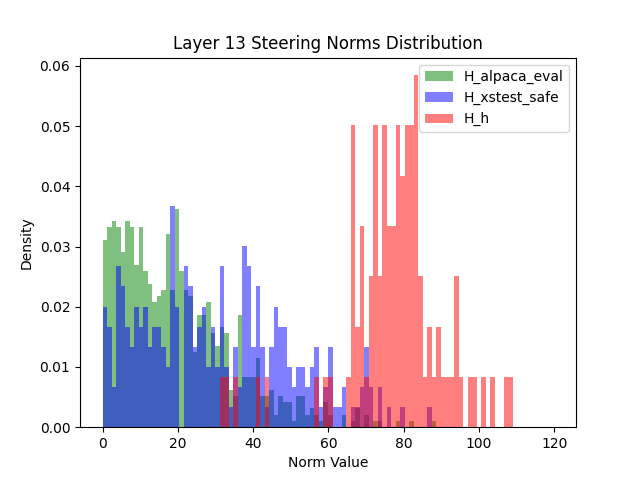 Layer 13 Steering Norms Distribution
H_alpaca_eval
H_xstest_safe
H_h
0.06
0.05
0.04
0.03
0.02
0.01
0.00
Density
0 20 40 60 80 100 120
Norm Value